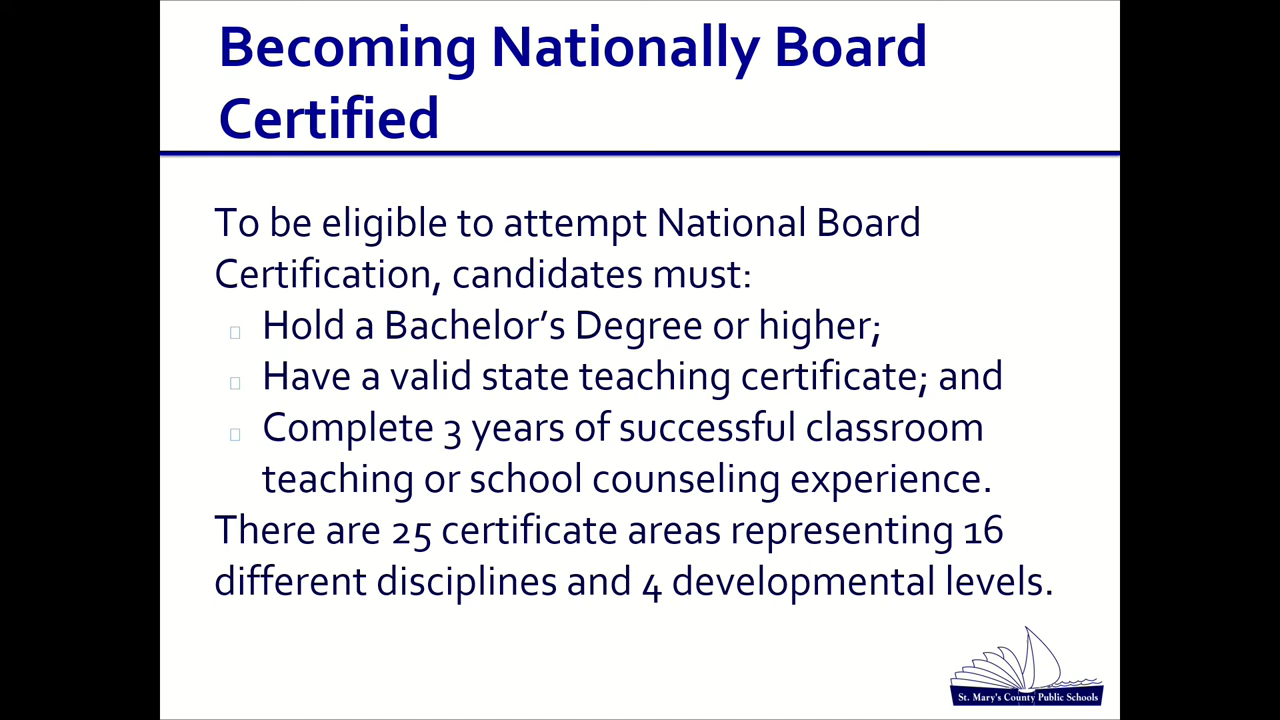 Becoming Nationally Board
Certified
To be eligible to attempt National Board
Certification, candidates must:
Hold a Bachelor’s Degree or higher;
Have a valid state teaching certificate; and
Complete 3 years of successful classroom
teaching or school counseling experience.
There are 25 certificate areas representing 16
different disciplines and 4 developmental levels.
St. Mary's County Public Schools